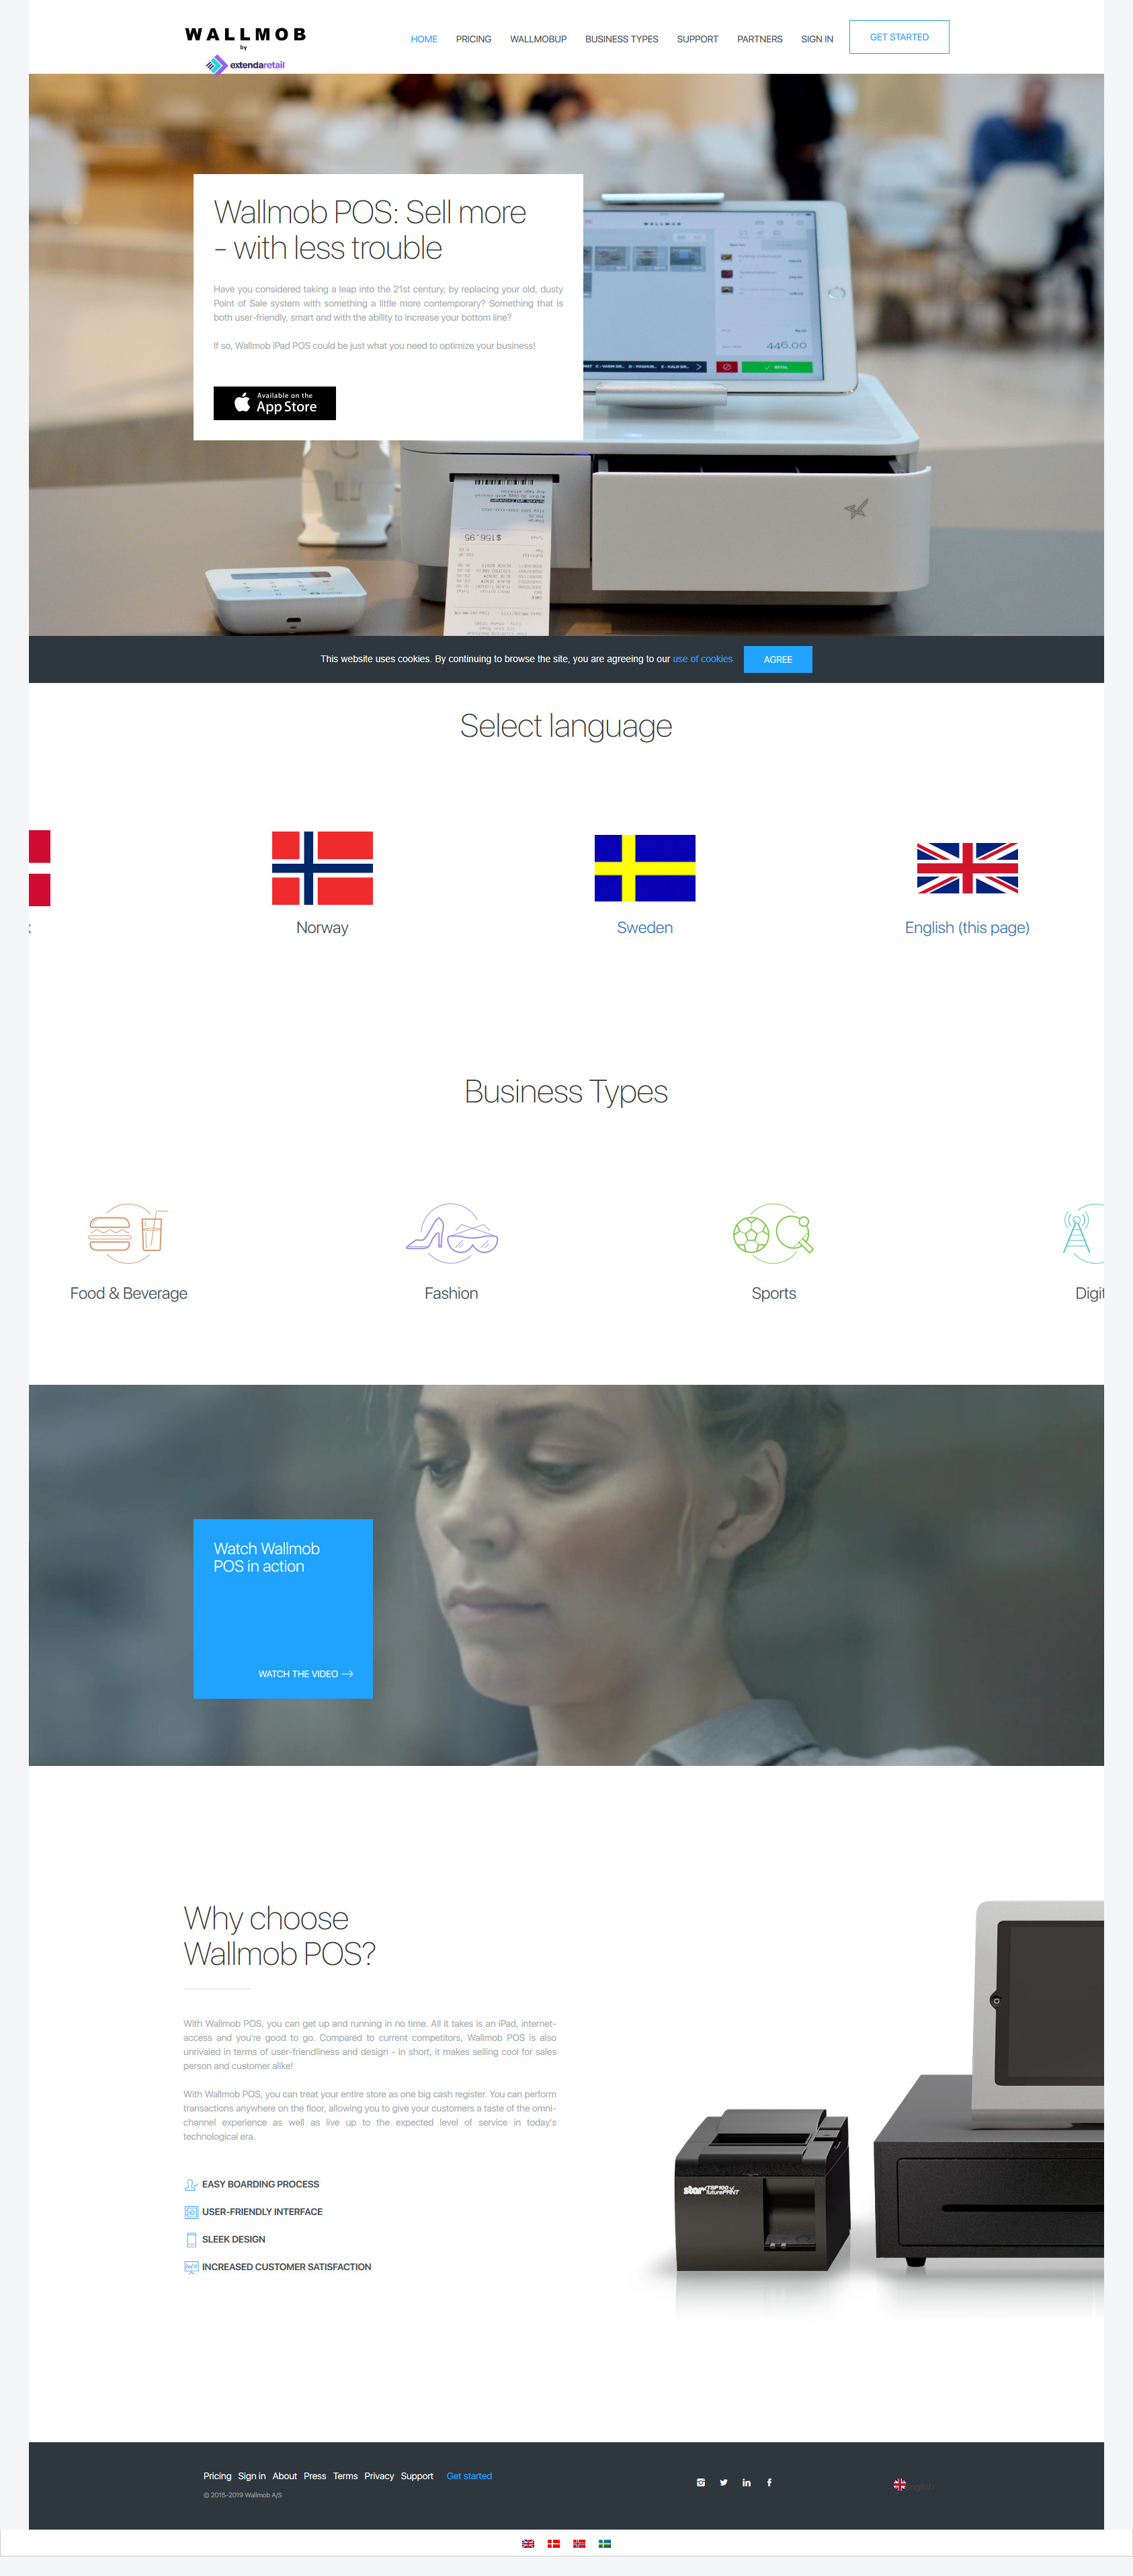 WALLMOB
by
extendaretail
HOME PRICING WALLMOBUP BUSINESS TYPES SUPPORT PARTNERS SIGN IN GET STARTED
Wallmob POS: Sell more
- with less trouble
Have you considered taking a leap into the 21st century, by replacing your old, dusty
Point of Sale system with something a little more contemporary? Something that is
both user-friendly, smart and with the ability to increase your bottom line?
If so, Wallmob iPad POS could be just what you need to optimize your business!
Available on the
App Store
WALLMOB
446,00
BETAL
$156.95
This website uses cookies. By continuing to browse the site, you are agreeing to our use of cookies AGREE
Select language
Norway
Sweden
English (this page)
Business Types
Food & Beverage
Fashion
Sports
Digit
Watch Wallmob
POS in action
WATCH THE VIDEO
Why choose
Wallmob POS?
With Wallmob POS, you can get up and running in no time. All it takes is an iPad, internet-
access and you're good to go. Compared to current competitors, Wallmob POS is also
unrivaled in terms of user-friendliness and design - in short, it makes selling cool for sales
person and customer alike!
With Wallmob POS, you can treat your entire store as one big cash register. You can perform
transactions anywhere on the floor, allowing you to give your customers a taste of the omni-
channel experience as well as live up to the expected level of service in today's
technological era.
EASY BOARDING PROCESS
USER-FRIENDLY INTERFACE
SLEEK DESIGN
INCREASED CUSTOMER SATISFACTION
star TSP100
futurePRNT
Pricing Sign in About Press Terms Privacy Support Get started
© 2015-2019 Wallmob A/S
English